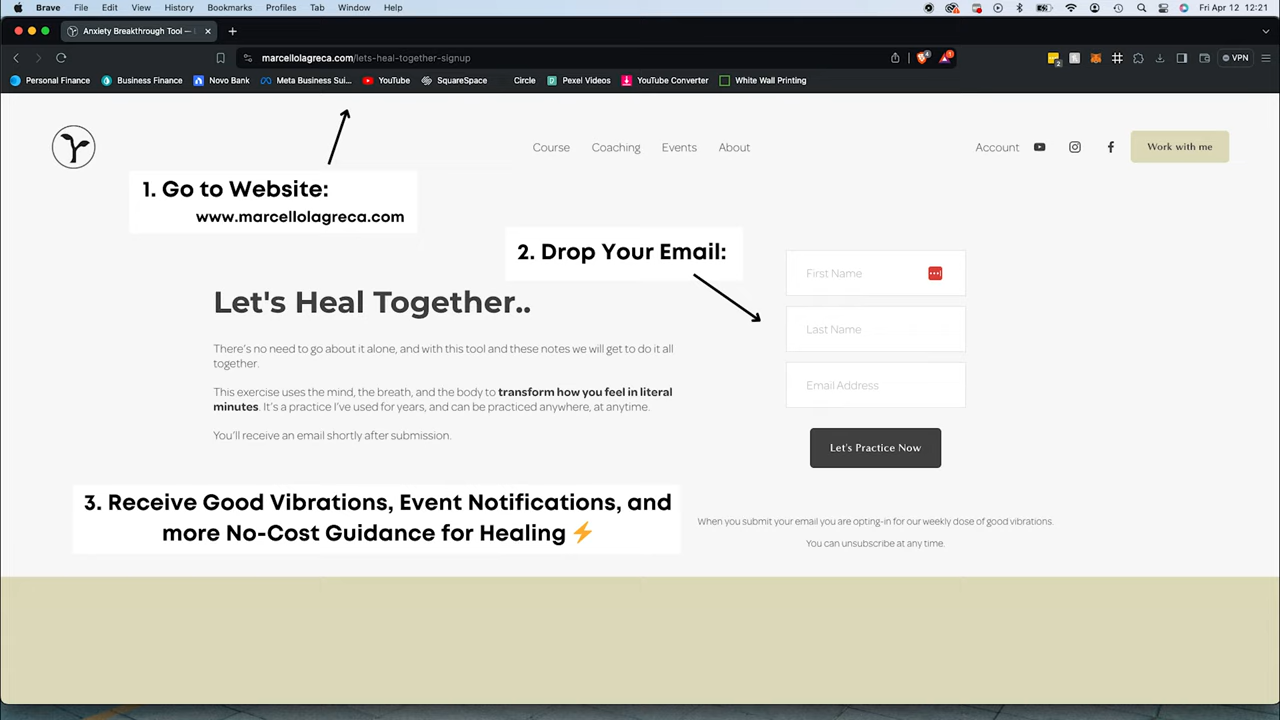 Brave File Edit View History Bookmarks Profiles Tab Window Help Fri Apr 12 12:21
Anxiety Breakthrough Tool —
marcellolagreca.com/lets-heal-together-signup
VPN
Personal Finance Business Finance Novo Bank Meta Business Sui... YouTube SquareSpace Circle Pexel Videos YouTube Converter White Wall Printing
Course Coaching Events About Account Work with me
1. Go to Website:
www.marcellolagreca.com
2. Drop Your Email:
First Name
Let's Heal Together..
Last Name
There's no need to go about it alone, and with this tool and these notes we will get to do it all
together.
Email Address
This exercise uses the mind, the breath, and the body to transform how you feel in literal
minutes. It's a practice I've used for years, and can be practiced anywhere, at anytime.
You'll receive an email shortly after submission.
Let's Practice Now
3. Receive Good Vibrations, Event Notifications, and
more No-Cost Guidance for Healing ⚡
When you submit your email you are opting-in for our weekly dose of good vibrations.
You can unsubscribe at any time.